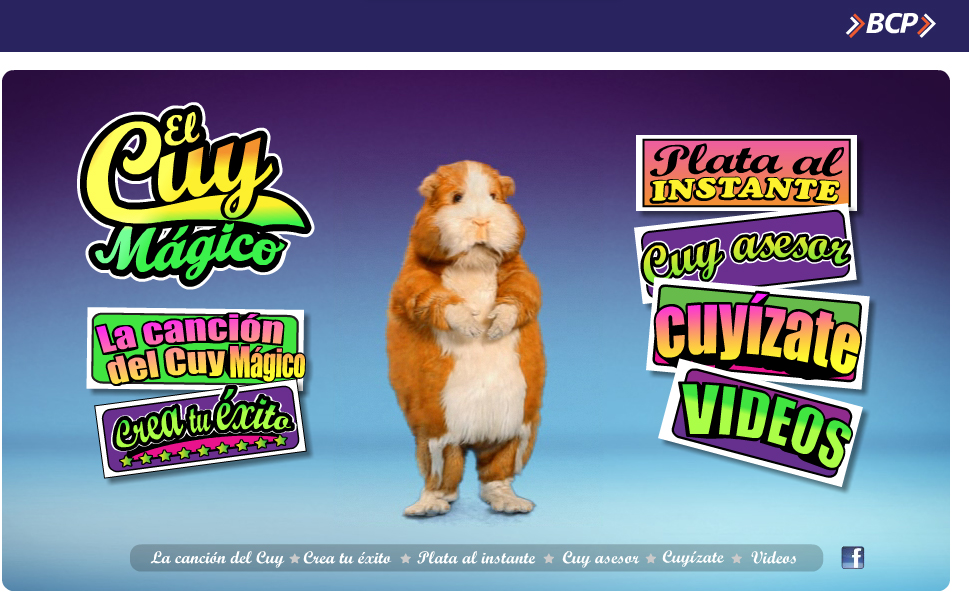 BCP
El
Cuy
Mágico
Plata al
INSTANTE
Cuy asesor
Cuyízate
VIDEOS
La canción
del Cuy Mágico
Crea tu éxito
La canción del Cuy Crea tu éxito Plata al instante Cuy asesor Cuyízate Videos
f